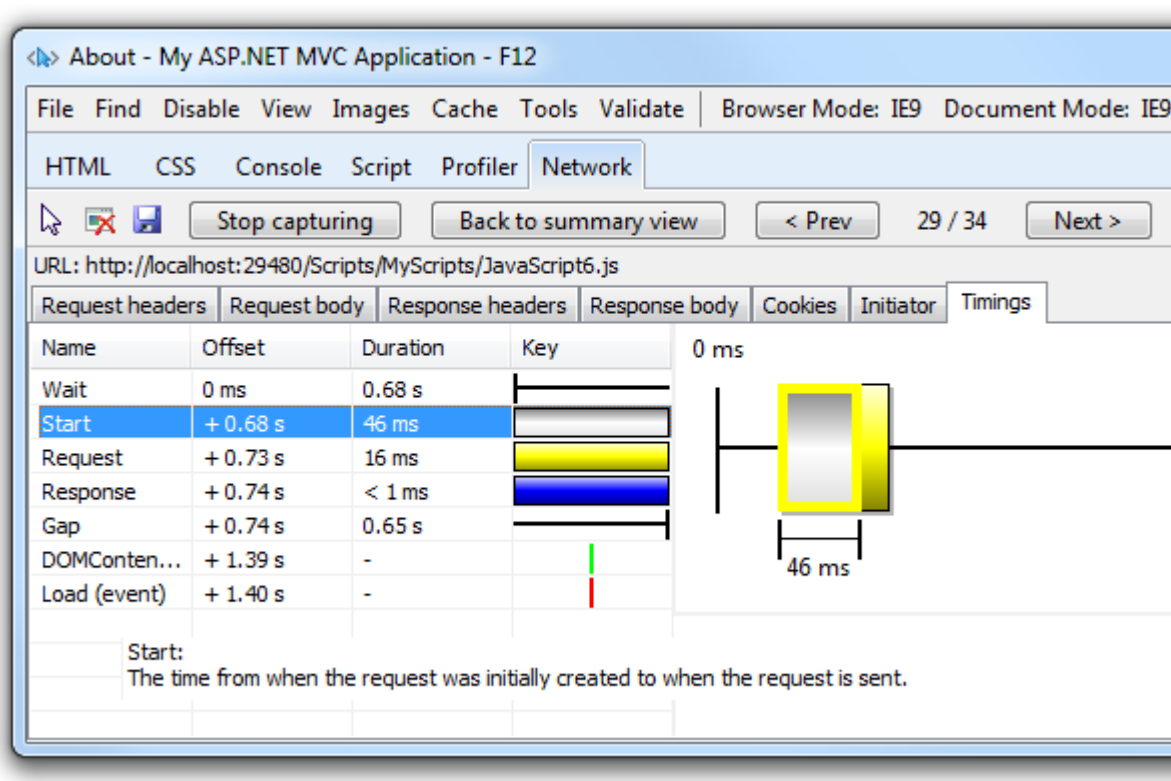 About - My ASP.NET MVC Application - F12
File Find Disable View Images Cache Tools Validate Browser Mode: IE9 Document Mode: IE9
HTML CSS Console Script Profiler Network
Stop capturing Back to summary view < Prev 29 / 34 Next >
URL: http://localhost:29480/Scripts/MyScripts/JavaScript6.js
Request headers Request body Response headers Response body Cookies Initiator Timings
Name Offset Duration Key 0 ms
Wait 0 ms 0.68 s
Start + 0.68 s 46 ms
Request + 0.73 s 16 ms
Response + 0.74 s < 1 ms
Gap + 0.74 s 0.65 s
DOMConten... + 1.39 s -
46 ms
Load (event) + 1.40 s -
Start:
The time from when the request was initially created to when the request is sent.